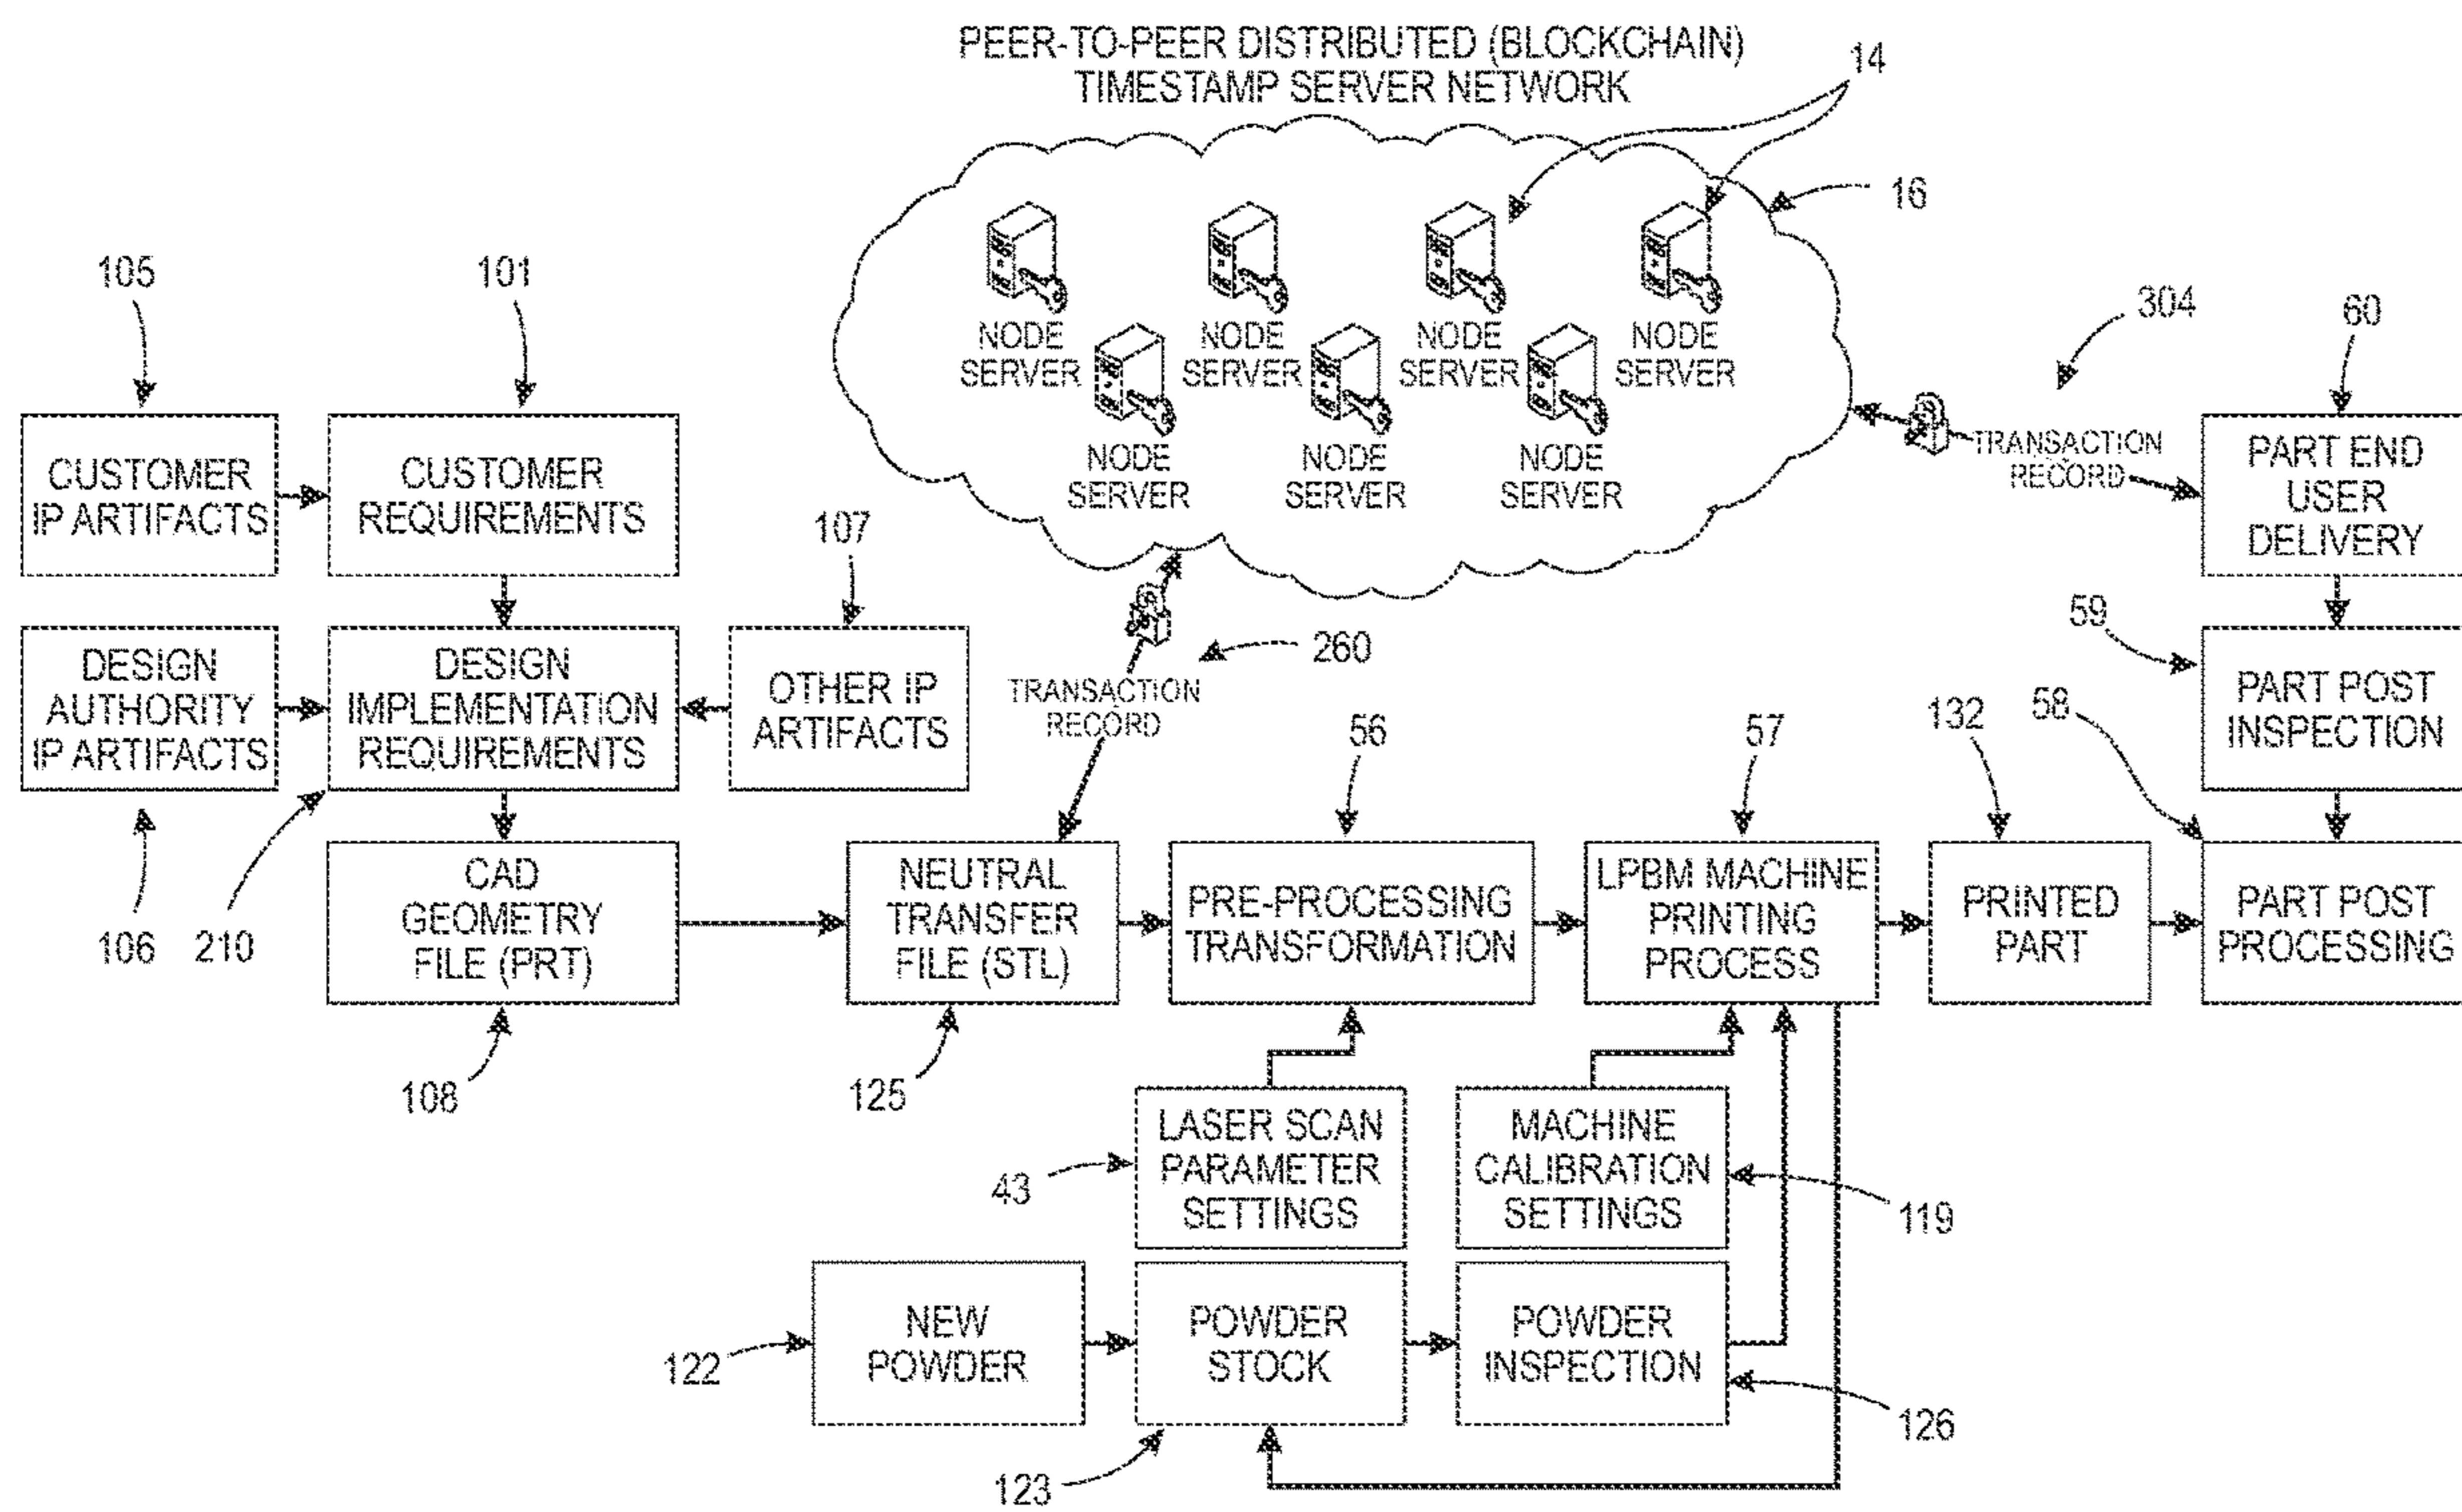 PEER-TO-PEER DISTRIBUTED (BLOCKCHAIN)
TIMESTAMP SERVER NETWORK
14
16
NODE
SERVER
NODE
SERVER
NODE
SERVER
NODE
SERVER
NODE
SERVER
NODE
SERVER
NODE
SERVER
105
101
304
60
CUSTOMER
IP ARTIFACTS
CUSTOMER
REQUIREMENTS
TRANSACTION
RECORD
PART END
USER
DELIVERY
107
59
260
DESIGN
AUTHORITY
IP ARTIFACTS
DESIGN
IMPLEMENTATION
REQUIREMENTS
OTHER IP
ARTIFACTS
TRANSACTION
RECORD
56
57
132
58
PART POST
INSPECTION
106
210
CAD
GEOMETRY
FILE (PRT)
NEUTRAL
TRANSFER
FILE (STL)
PRE-PROCESSING
TRANSFORMATION
LPBM MACHINE
PRINTING
PROCESS
PRINTED
PART
PART POST
PROCESSING
108
125
43
LASER SCAN
PARAMETER
SETTINGS
MACHINE
CALIBRATION
SETTINGS
119
122
NEW
POWDER
POWDER
STOCK
POWDER
INSPECTION
126
123